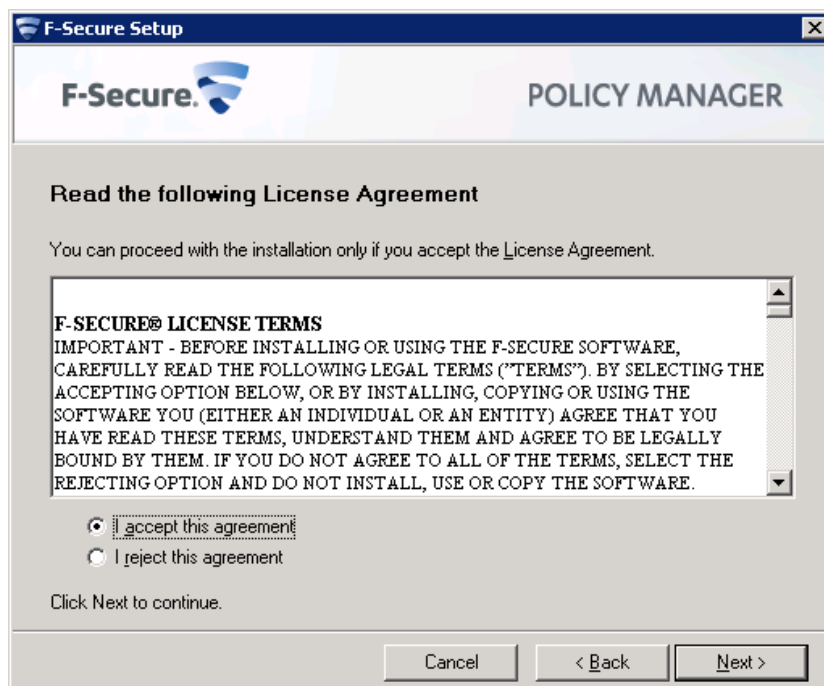 F-Secure Setup
F-Secure.
POLICY MANAGER
Read the following License Agreement
You can proceed with the installation only if you accept the License Agreement.
F-SECURE® LICENSE TERMS
IMPORTANT - BEFORE INSTALLING OR USING THE F-SECURE SOFTWARE,
CAREFULLY READ THE FOLLOWING LEGAL TERMS ("TERMS"). BY SELECTING THE
ACCEPTING OPTION BELOW, OR BY INSTALLING, COPYING OR USING THE
SOFTWARE YOU (EITHER AN INDIVIDUAL OR AN ENTITY) AGREE THAT YOU
HAVE READ THESE TERMS, UNDERSTAND THEM AND AGREE TO BE LEGALLY
BOUND BY THEM. IF YOU DO NOT AGREE TO ALL OF THE TERMS, SELECT THE
REJECTING OPTION AND DO NOT INSTALL, USE OR COPY THE SOFTWARE.
I accept this agreement
I reject this agreement
Click Next to continue.
Cancel
< Back
Next >